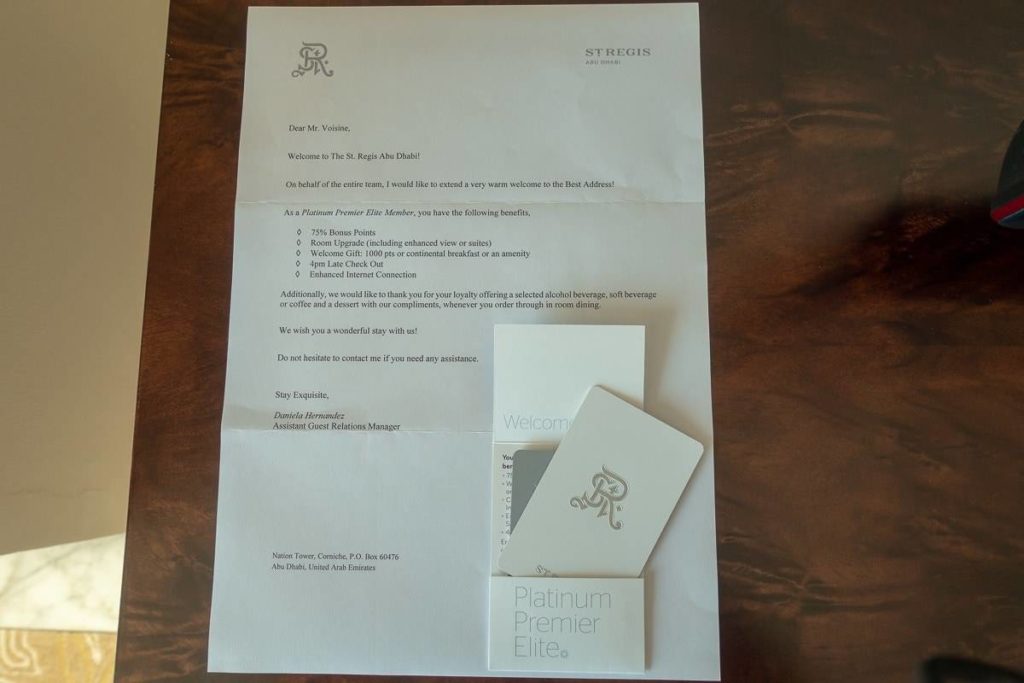 ST REGIS
ABU DHABI
Dear Mr. Voisine,
Welcome to The St. Regis Abu Dhabi!
On behalf of the entire team, I would like to extend a very warm welcome to the Best Address!
As a Platinum Premier Elite Member, you have the following benefits,
◊ 75% Bonus Points
◊ Room Upgrade (including enhanced view or suites)
◊ Welcome Gift: 1000 pts or continental breakfast or an amenity
◊ 4pm Late Check Out
◊ Enhanced Internet Connection
Additionally, we would like to thank you for your loyalty offering a selected alcohol beverage, soft beverage
or coffee and a dessert with our compliments, whenever you order through in room dining.
We wish you a wonderful stay with us!
Do not hesitate to contact me if you need any assistance.
Stay Exquisite,
Daniela Hernandez
Assistant Guest Relations Manager
Nation Tower, Corniche, P.O. Box 60476
Abu Dhabi, United Arab Emirates
Welcom
Platinum
Premier
Elite